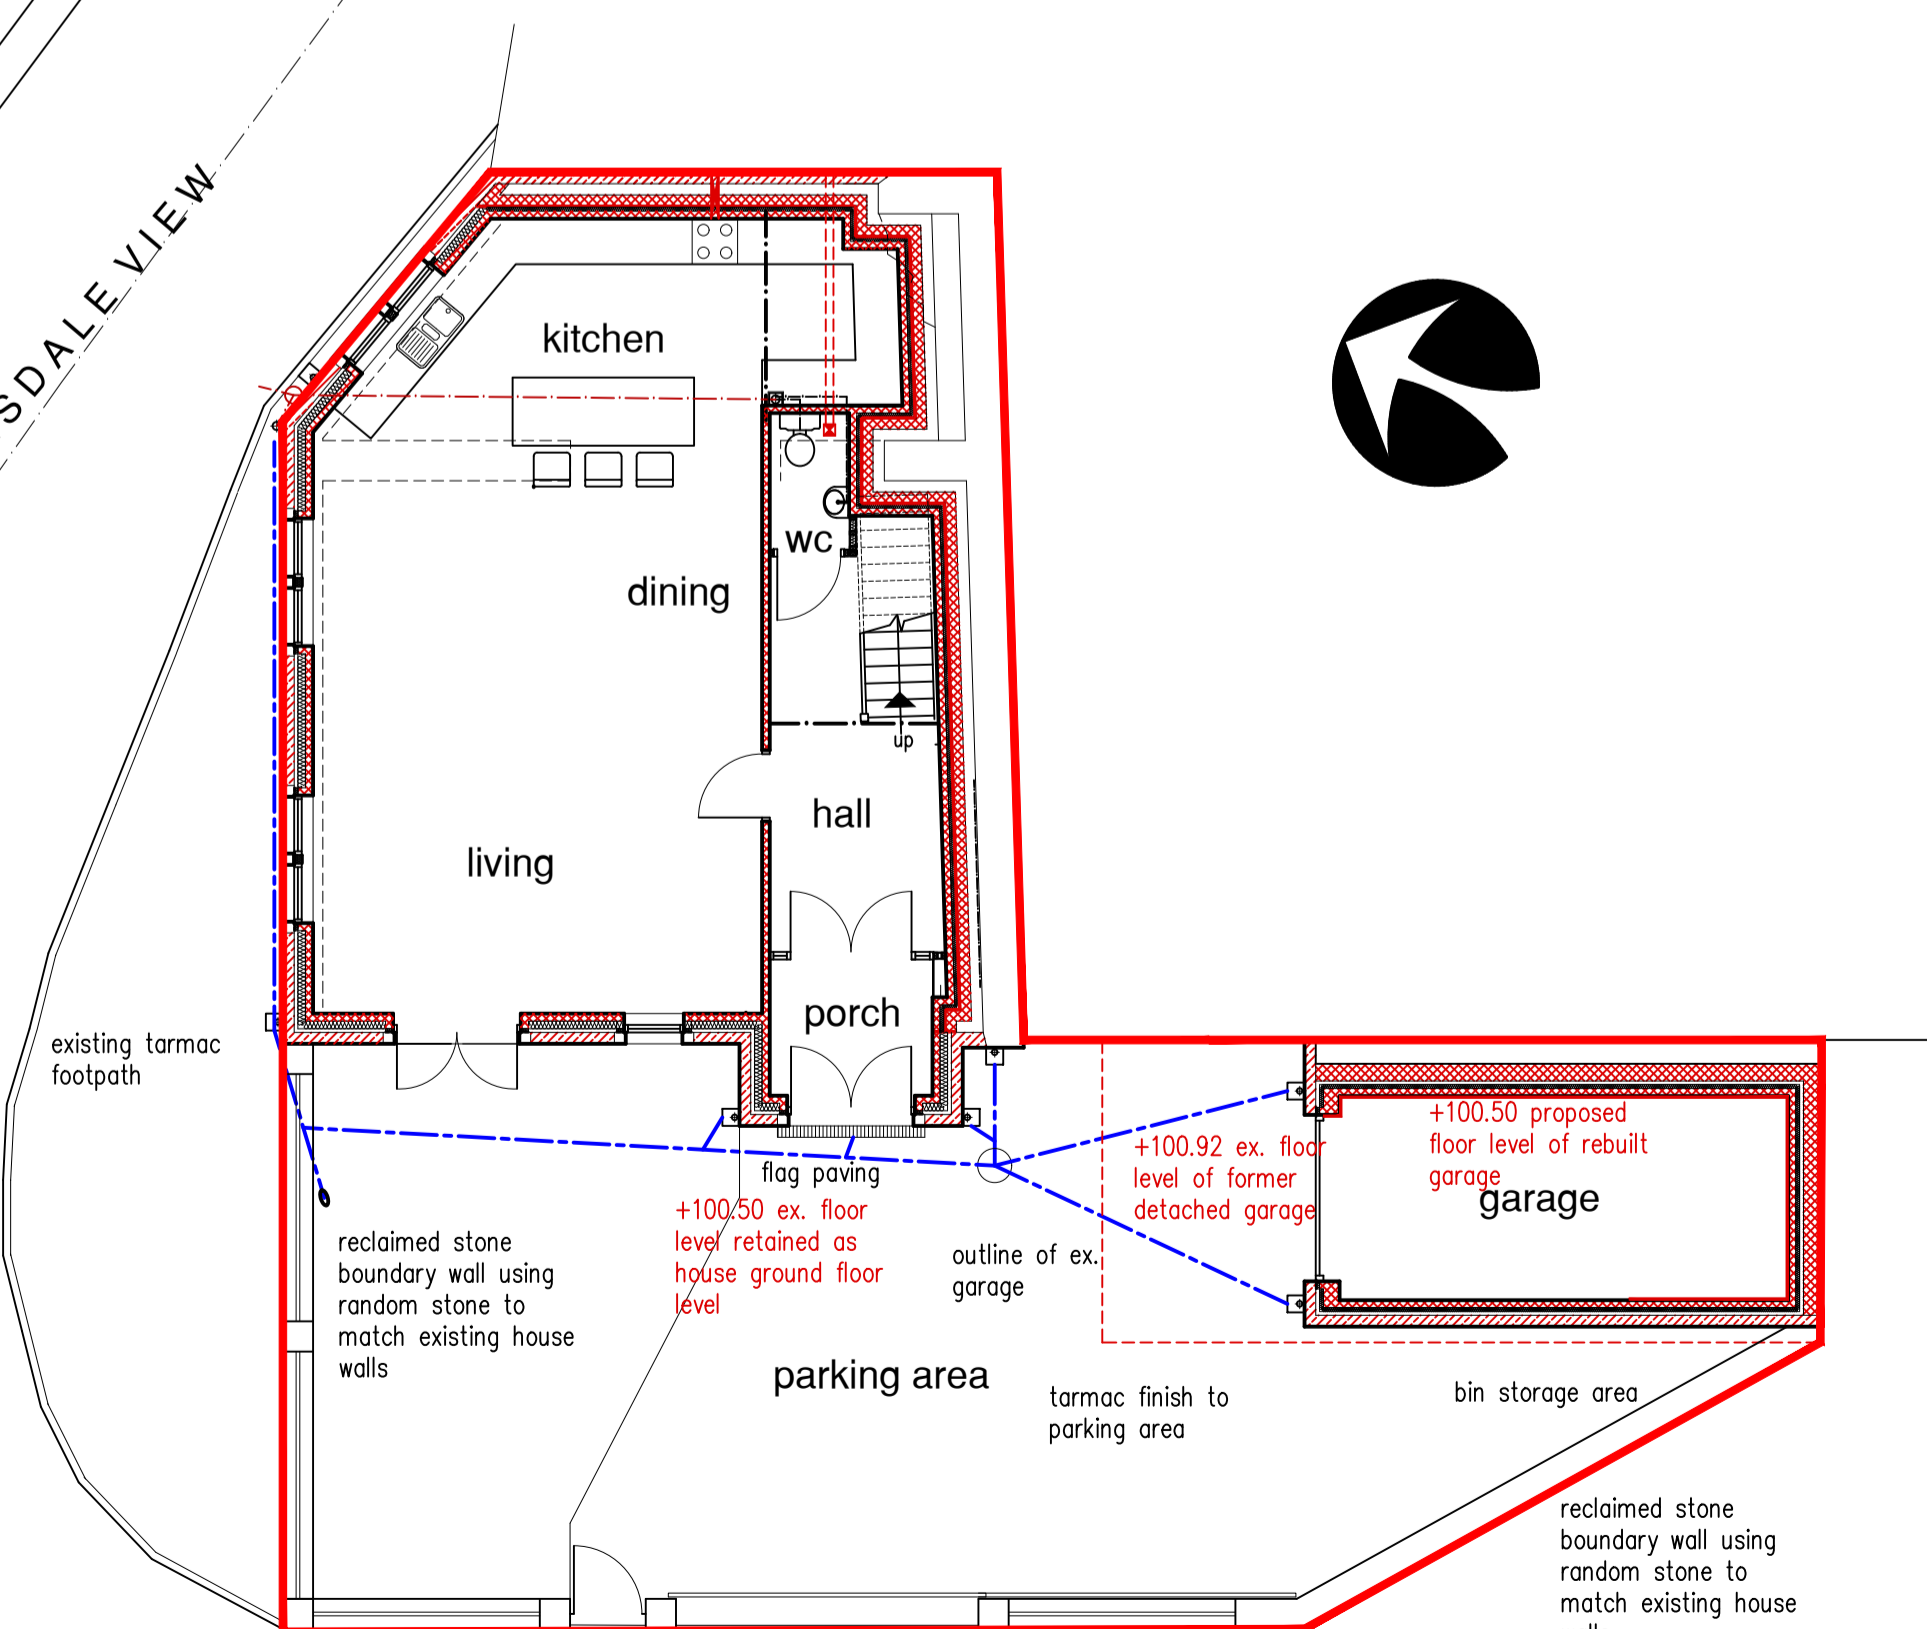 SDALE VIEW
kitchen
wc
dining
up
hall
living
porch
existing tarmac
footpath
flag paving
+100.50 ex. floor
level retained as
house ground floor
level
reclaimed stone
boundary wall using
random stone to
match existing house
walls
outline of ex.
garage
+100.92 ex. floor
level of former
detached garage
+100.50 proposed
floor level of rebuilt
garage
garage
parking area
tarmac finish to
parking area
bin storage area
reclaimed stone
boundary wall using
random stone to
match existing house